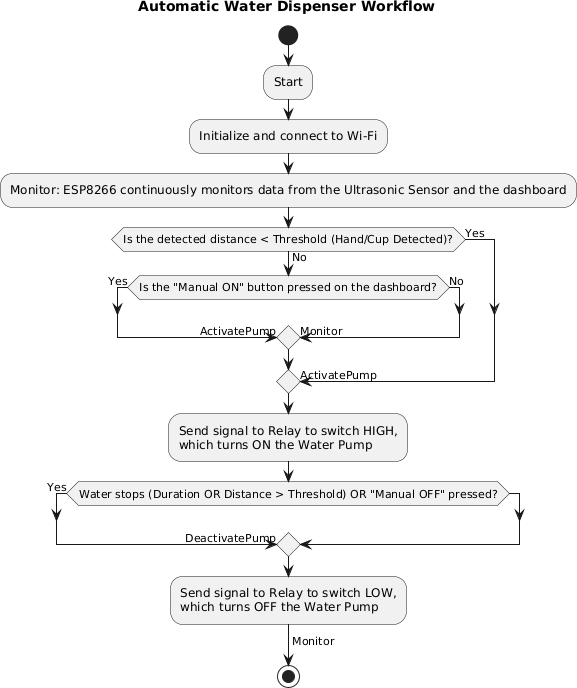 Automatic Water Dispenser Workflow
Start
Initialize and connect to Wi-Fi
Monitor: ESP8266 continuously monitors data from the Ultrasonic Sensor and the dashboard
Is the detected distance < Threshold (Hand/Cup Detected)?
Yes
No
Yes
Is the "Manual ON" button pressed on the dashboard?
No
ActivatePump
Monitor
ActivatePump
Send signal to Relay to switch HIGH,
which turns ON the Water Pump
Yes
Water stops (Duration OR Distance > Threshold) OR "Manual OFF" pressed?
DeactivatePump
Send signal to Relay to switch LOW,
which turns OFF the Water Pump
Monitor